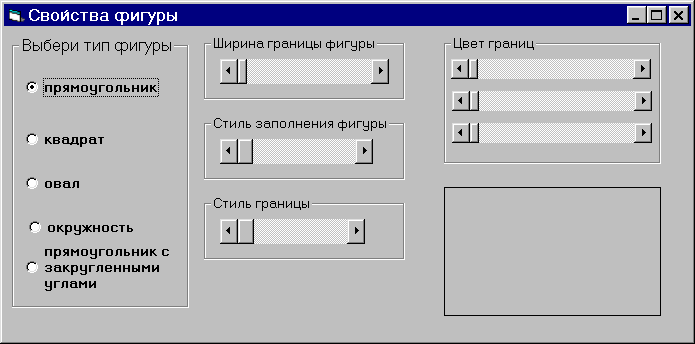 Свойства фигуры
Выбери тип фигуры
прямоугольник
квадрат
овал
окружность
прямоугольник с
закругленными
углами
Ширина границы фигуры
Стиль заполнения фигуры
Стиль границы
Цвет границ